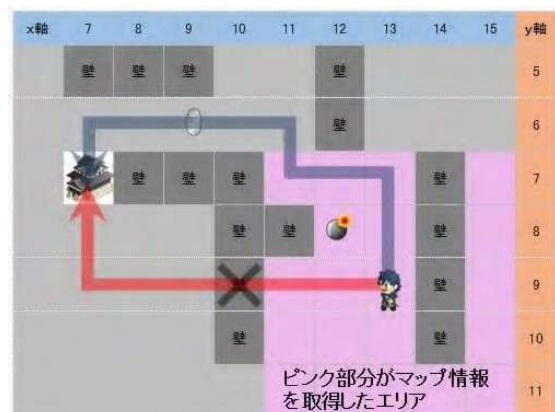 x軸 7 8 9 10 11 12 13 14 15 y軸
壁 壁 壁 壁 5
壁 6
壁 壁 壁 壁 7
壁 壁 壁 8
壁 9
壁 壁 10
ピンク部分がマップ情報
を取得したエリア 11